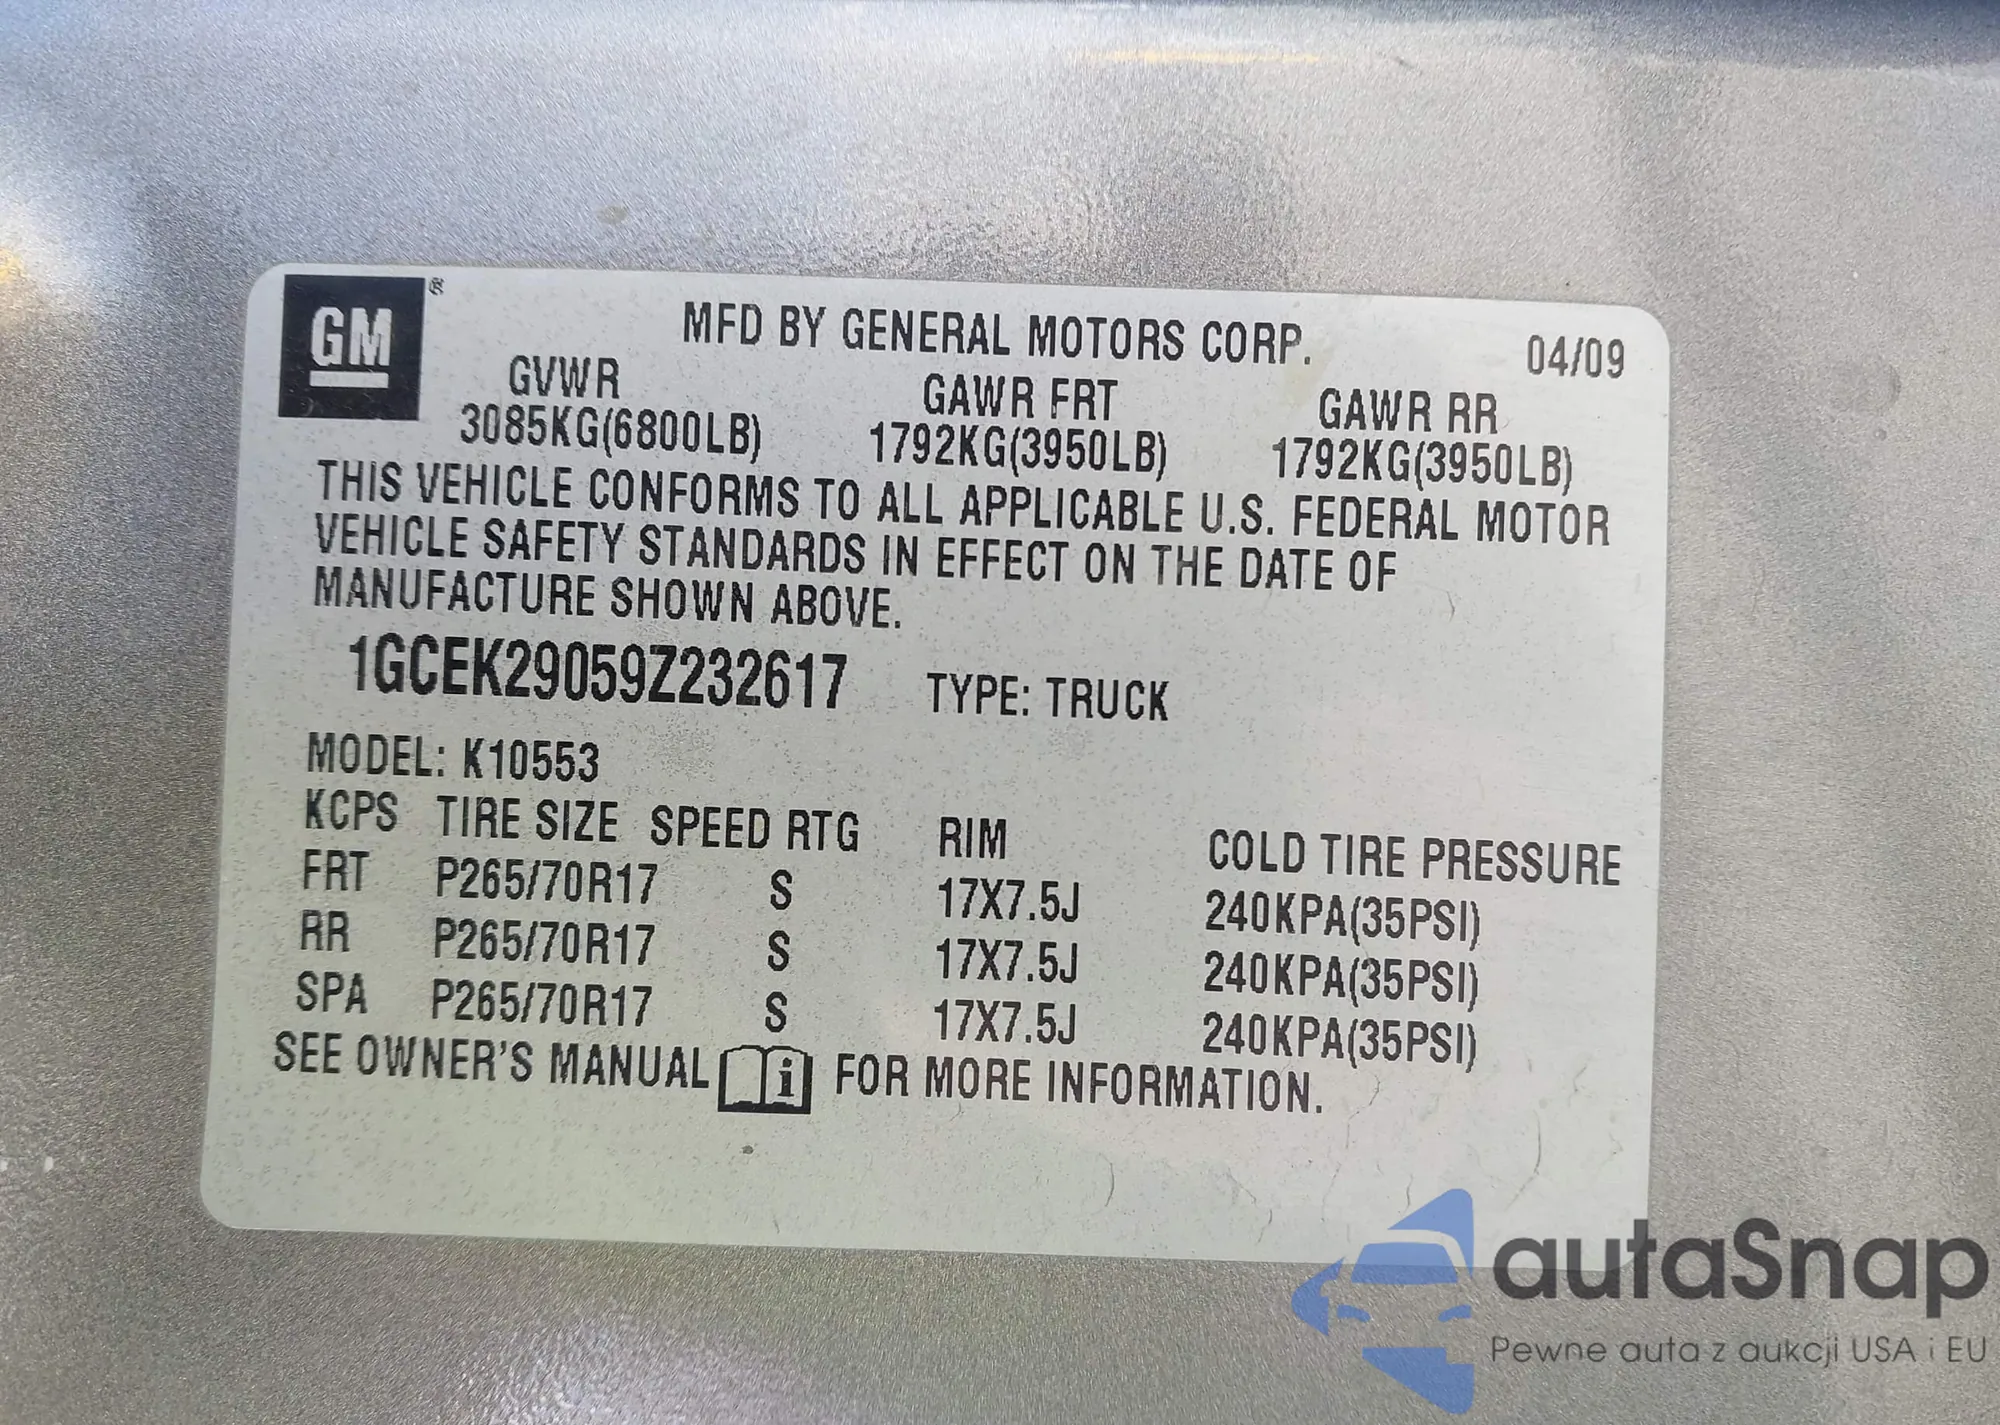 GM ®
MFD BY GENERAL MOTORS CORP. 04/09
GVWR GAWR FRT GAWR RR
3085KG(6800LB) 1792KG(3950LB) 1792KG(3950LB)
THIS VEHICLE CONFORMS TO ALL APPLICABLE U.S. FEDERAL MOTOR
VEHICLE SAFETY STANDARDS IN EFFECT ON THE DATE OF
MANUFACTURE SHOWN ABOVE.
1GCEK29059Z232617 TYPE: TRUCK
MODEL: K10553
KCPS TIRE SIZE SPEED RTG RIM COLD TIRE PRESSURE
FRT P265/70R17 S 17X7.5J 240KPA(35PSI)
RR P265/70R17 S 17X7.5J 240KPA(35PSI)
SPA P265/70R17 S 17X7.5J 240KPA(35PSI)
SEE OWNER'S MANUAL i FOR MORE INFORMATION.
autaSnap
Pewne auta z aukcji USA i EU